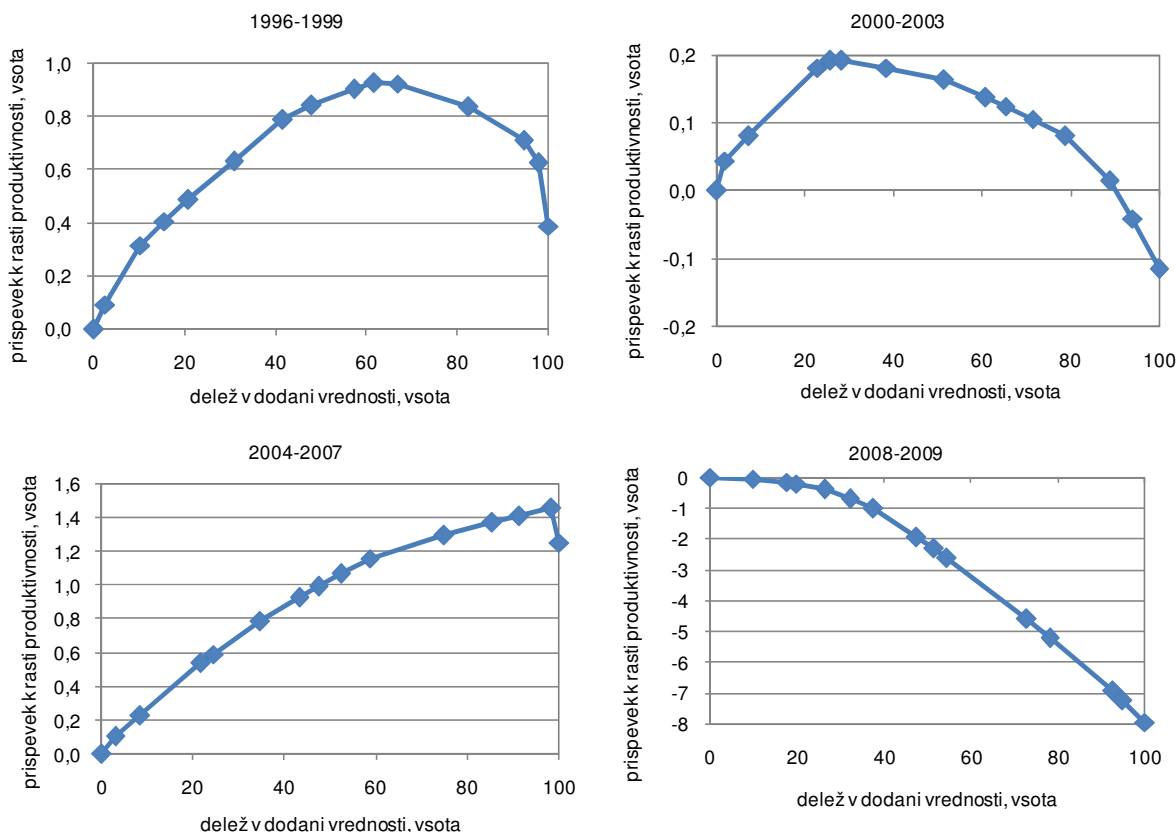 1996-1999
prispevek k rasti produktivnosti, vsota
1,0
0,8
0,6
0,4
0,2
0,0
0 20 40 60 80 100
delež v dodani vrednosti, vsota
2000-2003
prispevek k rasti produktivnosti, vsota
0,2
0,1
0,0
-0,1
-0,2
0 20 40 60 80 100
delež v dodani vrednosti, vsota
2004-2007
prispevek k rasti produktivnosti, vsota
1,6
1,4
1,2
1,0
0,8
0,6
0,4
0,2
0,0
0 20 40 60 80 100
delež v dodani vrednosti, vsota
2008-2009
prispevek k rasti produktivnosti, vsota
0
-1
-2
-3
-4
-5
-6
-7
-8
0 20 40 60 80 100
delež v dodani vrednosti, vsota